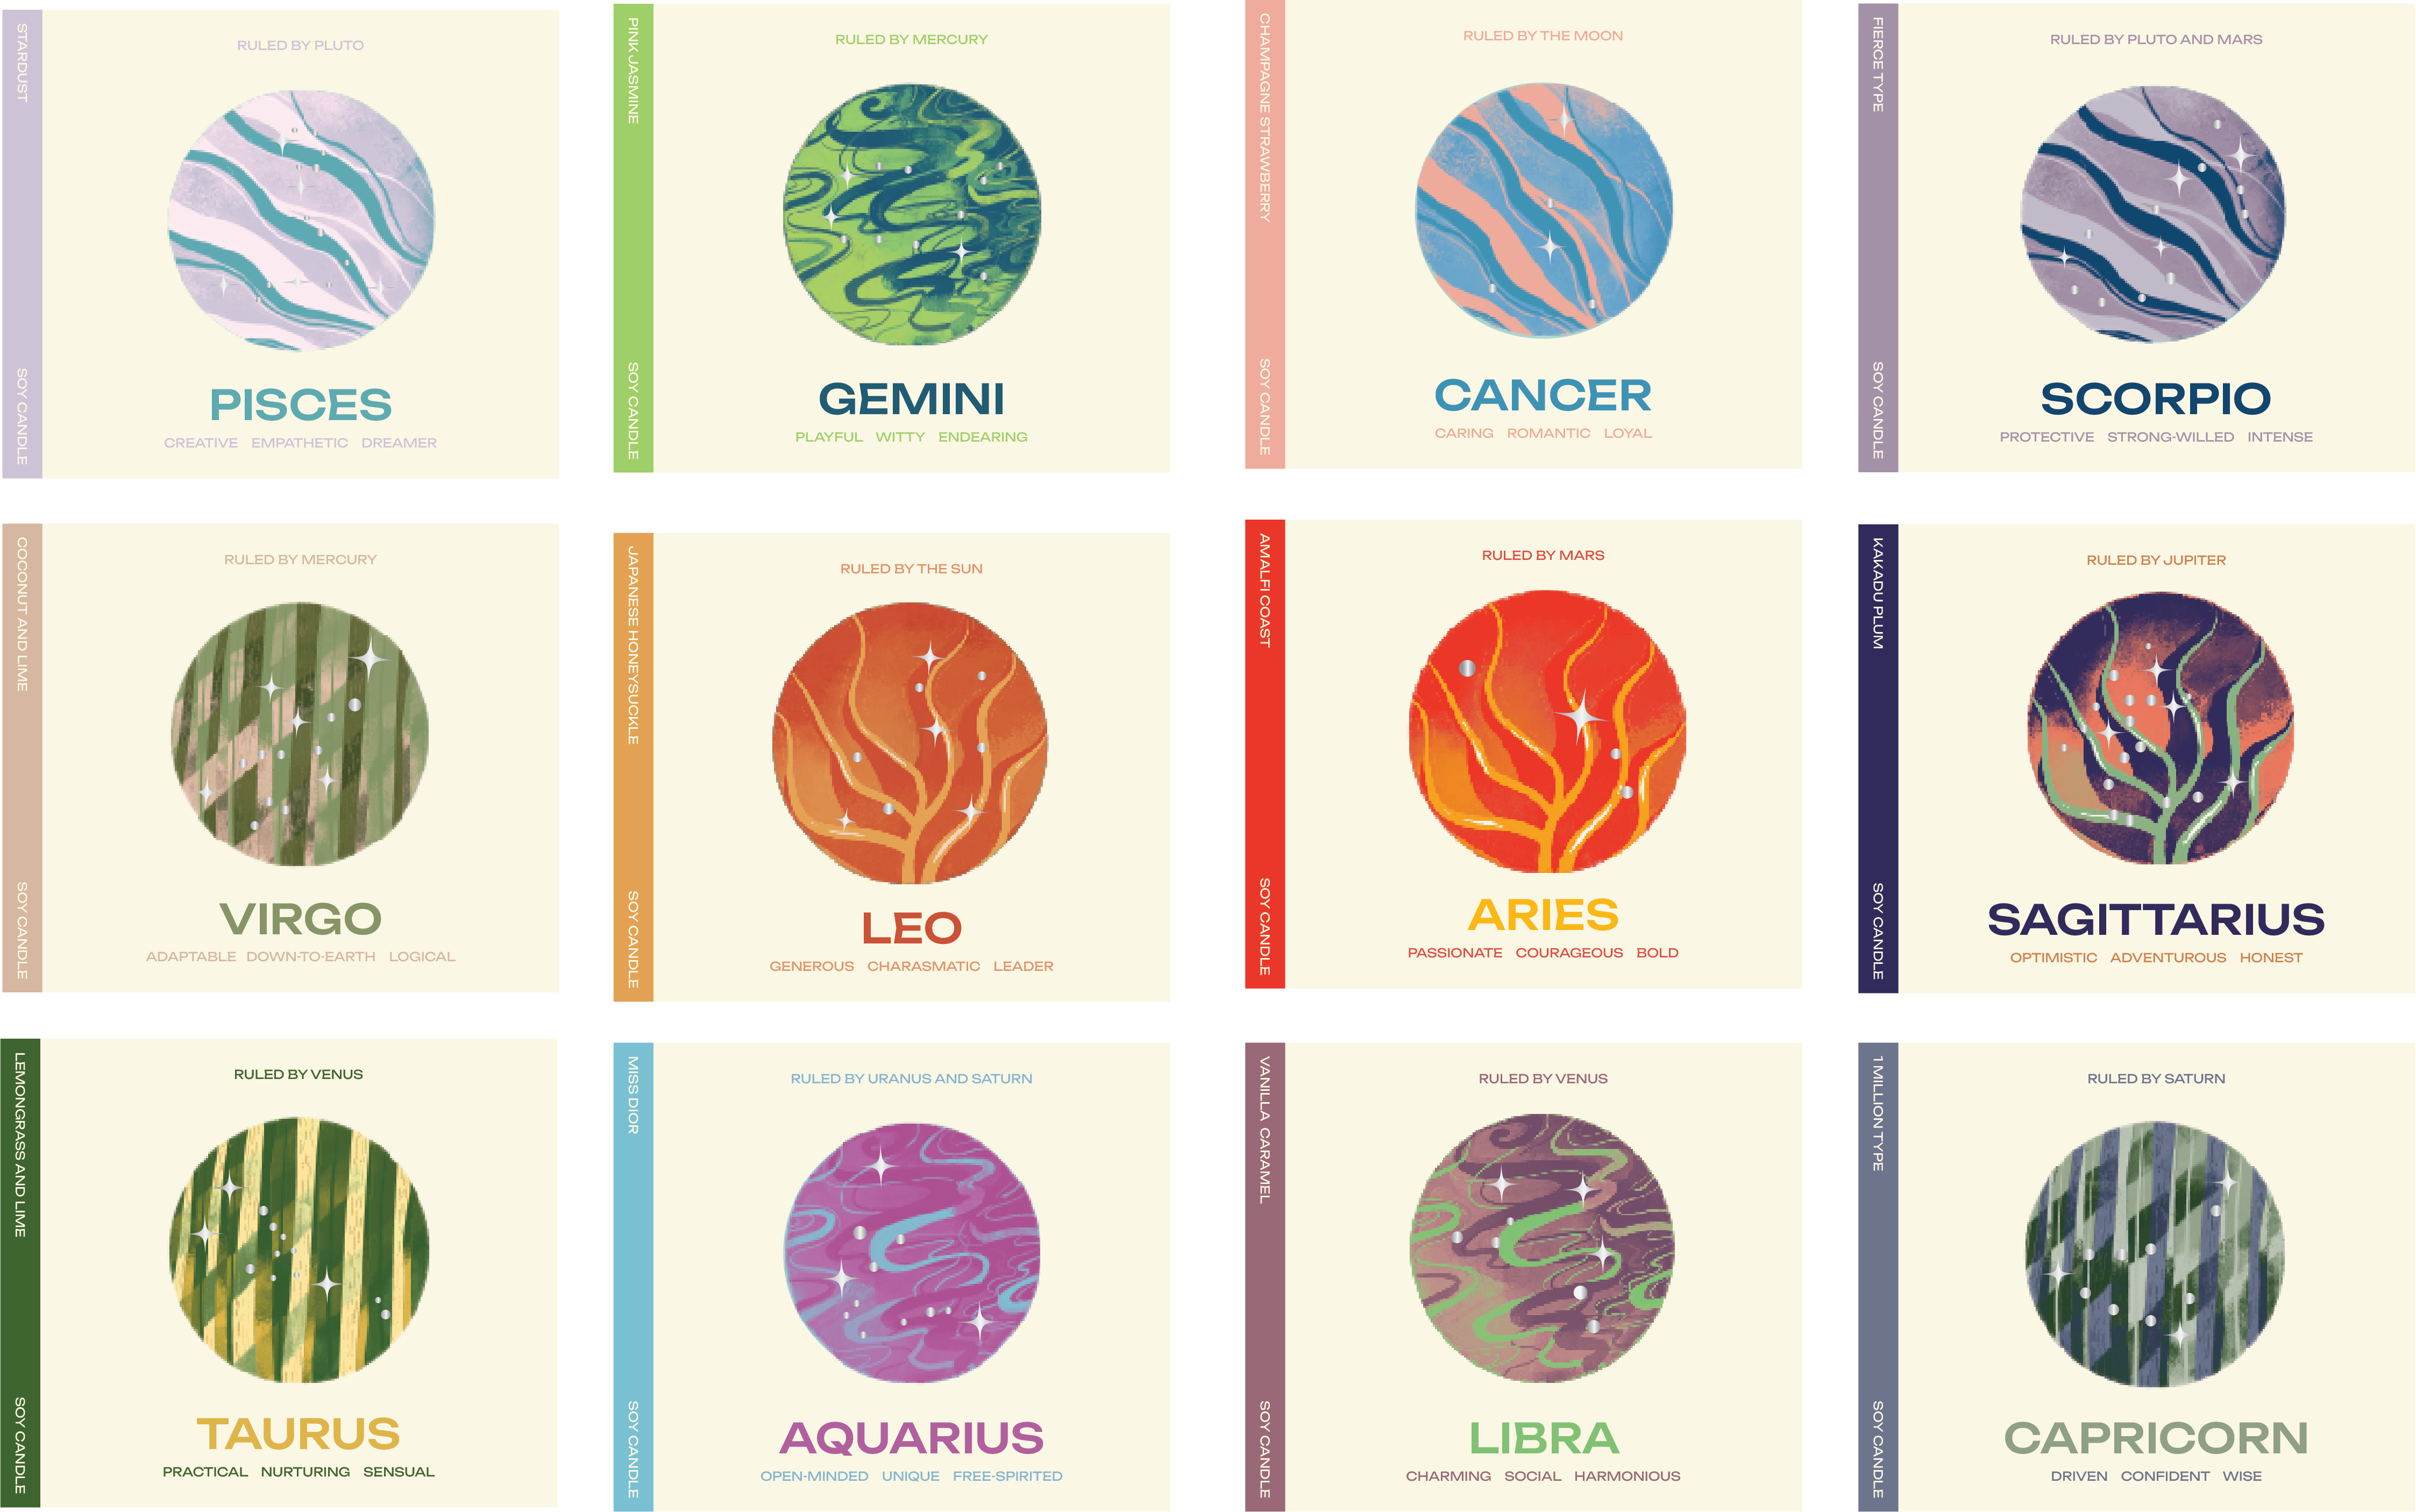 STARDUST
SOY CANDLE
RULED BY PLUTO
PISCES
CREATIVE EMPATHETIC DREAMER
PINK JASMINE
SOY CANDLE
RULED BY MERCURY
GEMINI
PLAYFUL WITTY ENDEARING
CHAMPAGNE STRAWBERRY
SOY CANDLE
RULED BY THE MOON
CANCER
CARING ROMANTIC LOYAL
FIERCE TYPE
SOY CANDLE
RULED BY PLUTO AND MARS
SCORPIO
PROTECTIVE STRONG-WILLED INTENSE
COCONUT AND LIME
SOY CANDLE
RULED BY MERCURY
VIRGO
ADAPTABLE DOWN-TO-EARTH LOGICAL
JAPANESE HONEYSUCKLE
SOY CANDLE
RULED BY THE SUN
LEO
GENEROUS CHARASMATIC LEADER
AMALFI COAST
SOY CANDLE
RULED BY MARS
ARIES
PASSIONATE COURAGEOUS BOLD
KAKADU PLUM
SOY CANDLE
RULED BY JUPITER
SAGITTARIUS
OPTIMISTIC ADVENTUROUS HONEST
LEMONGRASS AND LIME
SOY CANDLE
RULED BY VENUS
TAURUS
PRACTICAL NURTURING SENSUAL
MISS DIOR
SOY CANDLE
RULED BY URANUS AND SATURN
AQUARIUS
OPEN-MINDED UNIQUE FREE-SPIRITED
VANILLA CARAMEL
SOY CANDLE
RULED BY VENUS
LIBRA
CHARMING SOCIAL HARMONIOUS
1 MILLION TYPE
SOY CANDLE
RULED BY SATURN
CAPRICORN
DRIVEN CONFIDENT WISE